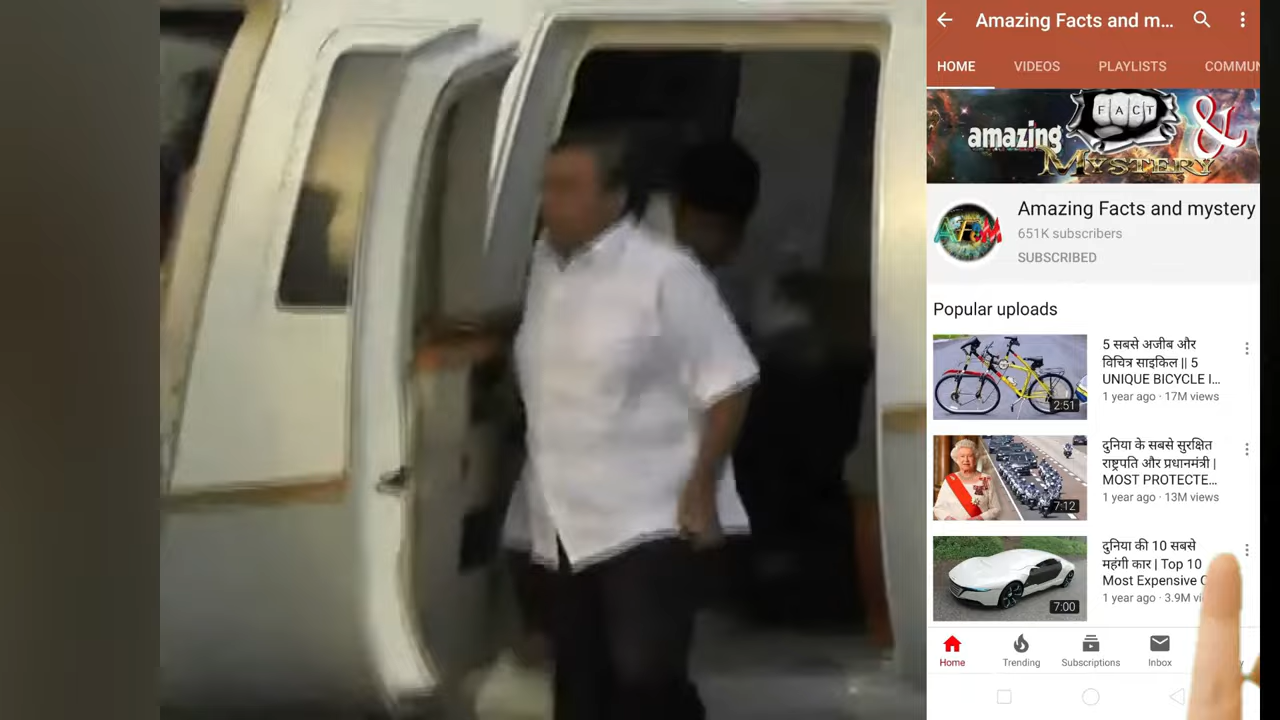 Amazing Facts and m...
HOME
VIDEOS
PLAYLISTS
COMMUN
FACT
amazing
&
MYSTERY
AFM
Amazing Facts and mystery
651K subscribers
SUBSCRIBED
Popular uploads
5 सबसे अजीब और
विचित्र साइकिल || 5
UNIQUE BICYCLE I...
1 year ago · 17M views
2:51
दुनिया के सबसे सुरक्षित
राष्ट्रपति और प्रधानमंत्री |
MOST PROTECTE...
1 year ago · 13M views
7:12
दुनिया की 10 सबसे
महंगी कार | Top 10
Most Expensive
1 year ago · 3.9M
7:00
Home
Trending
Subscriptions
Inbox